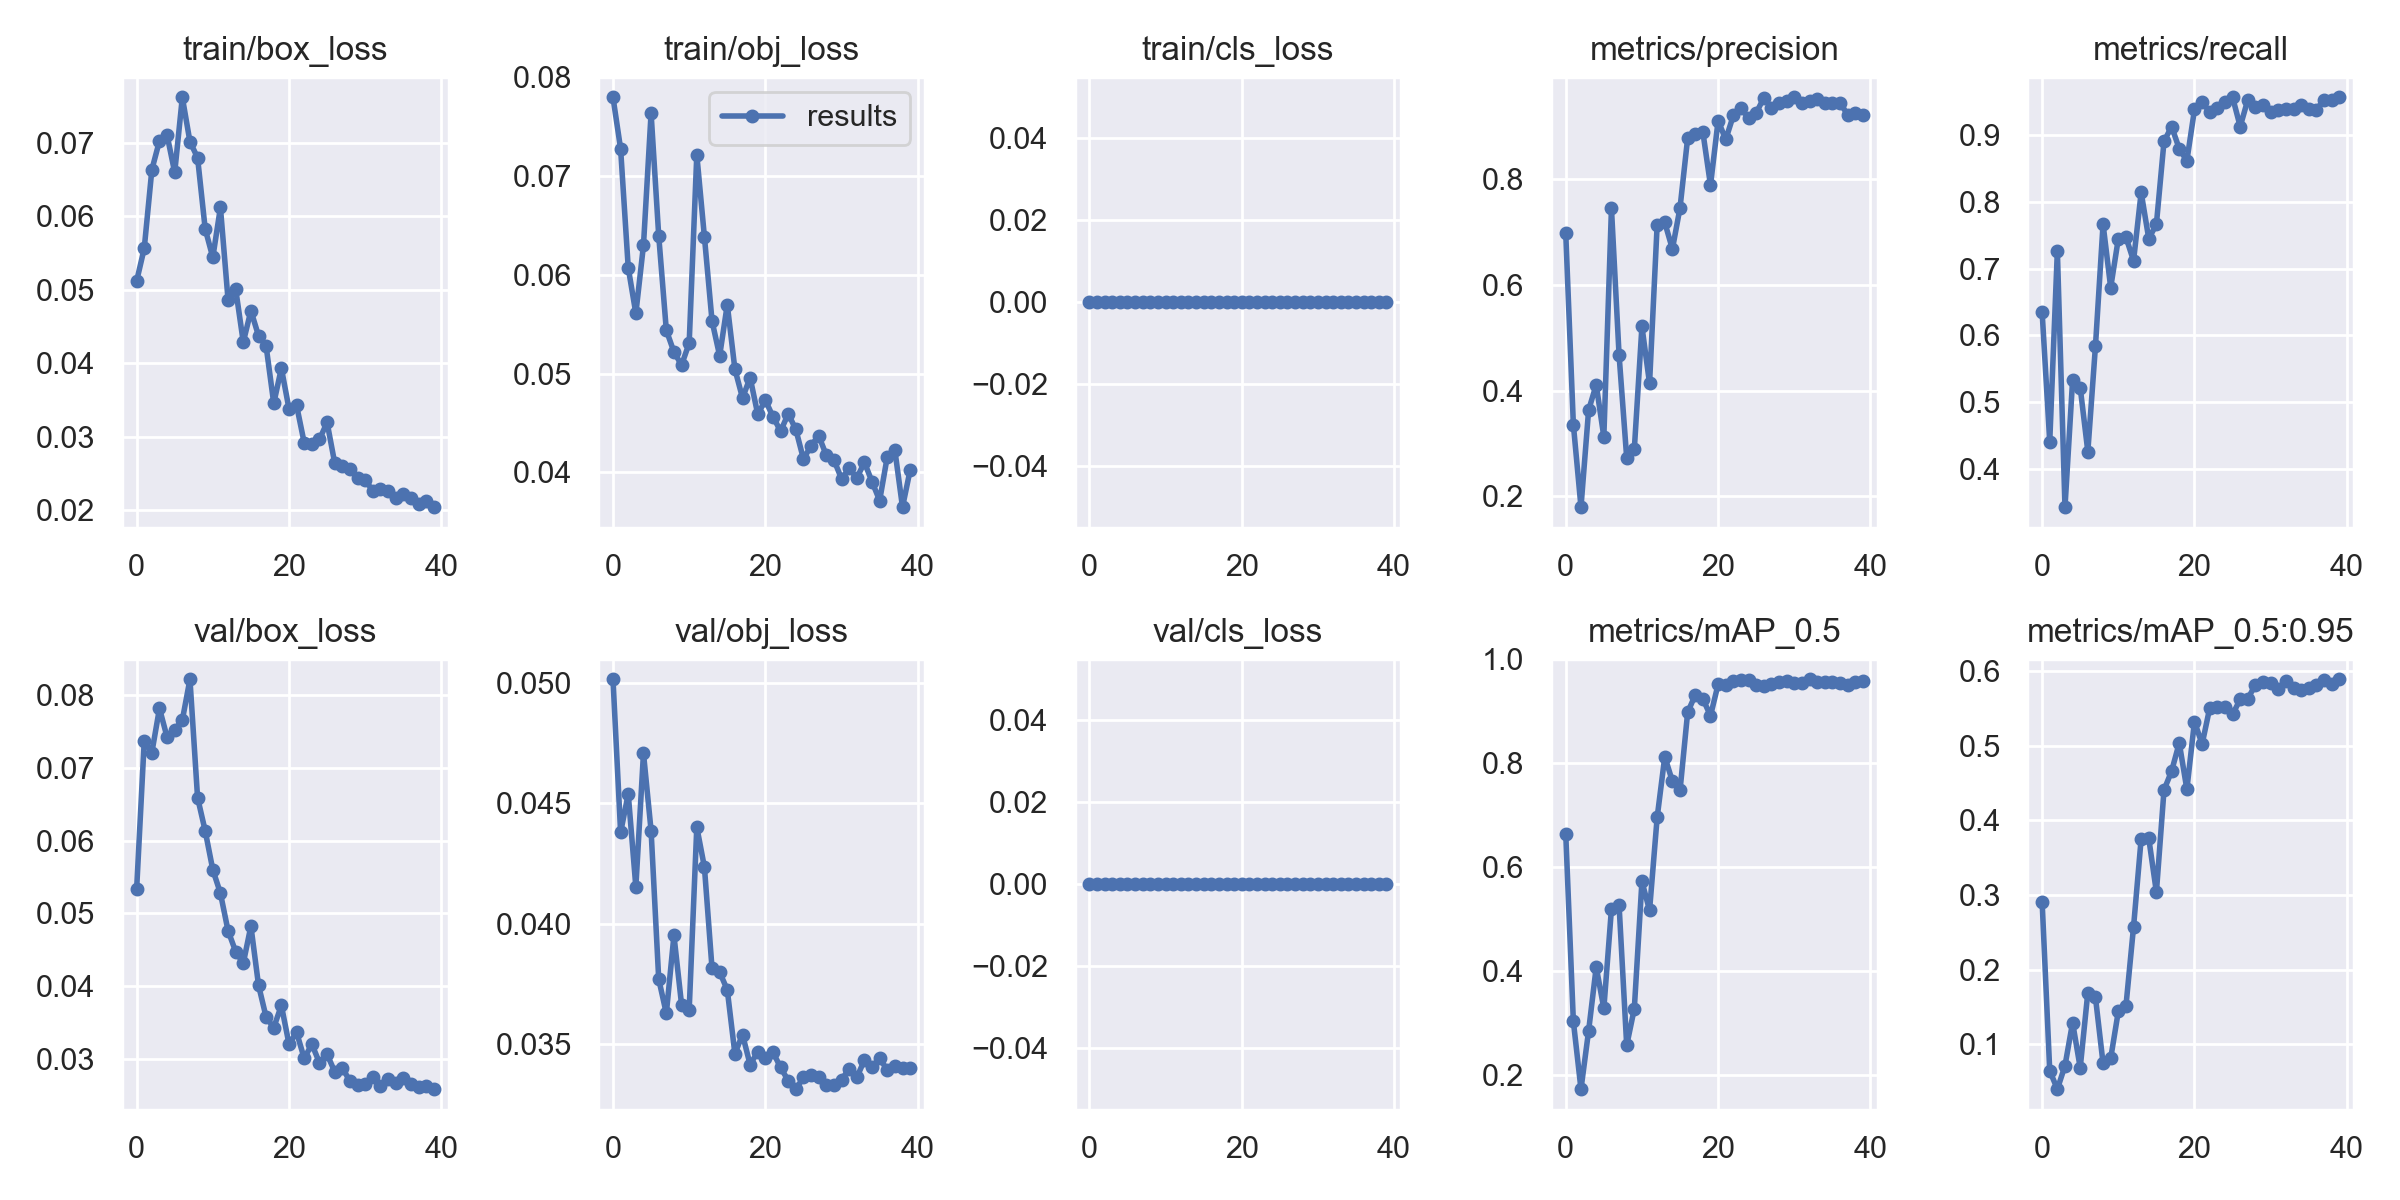 train/box_loss
0.07
0.06
0.05
0.04
0.03
0.02
0 20 40
train/obj_loss
results
0.08
0.07
0.06
0.05
0.04
0 20 40
train/cls_loss
0.04
0.02
0.00
−0.02
−0.04
0 20 40
metrics/precision
0.8
0.6
0.4
0.2
0 20 40
metrics/recall
0.9
0.8
0.7
0.6
0.5
0.4
0 20 40
val/box_loss
0.08
0.07
0.06
0.05
0.04
0.03
0 20 40
val/obj_loss
0.050
0.045
0.040
0.035
0 20 40
val/cls_loss
0.04
0.02
0.00
−0.02
−0.04
0 20 40
metrics/mAP_0.5
1.0
0.8
0.6
0.4
0.2
0 20 40
metrics/mAP_0.5:0.95
0.6
0.5
0.4
0.3
0.2
0.1
0 20 40